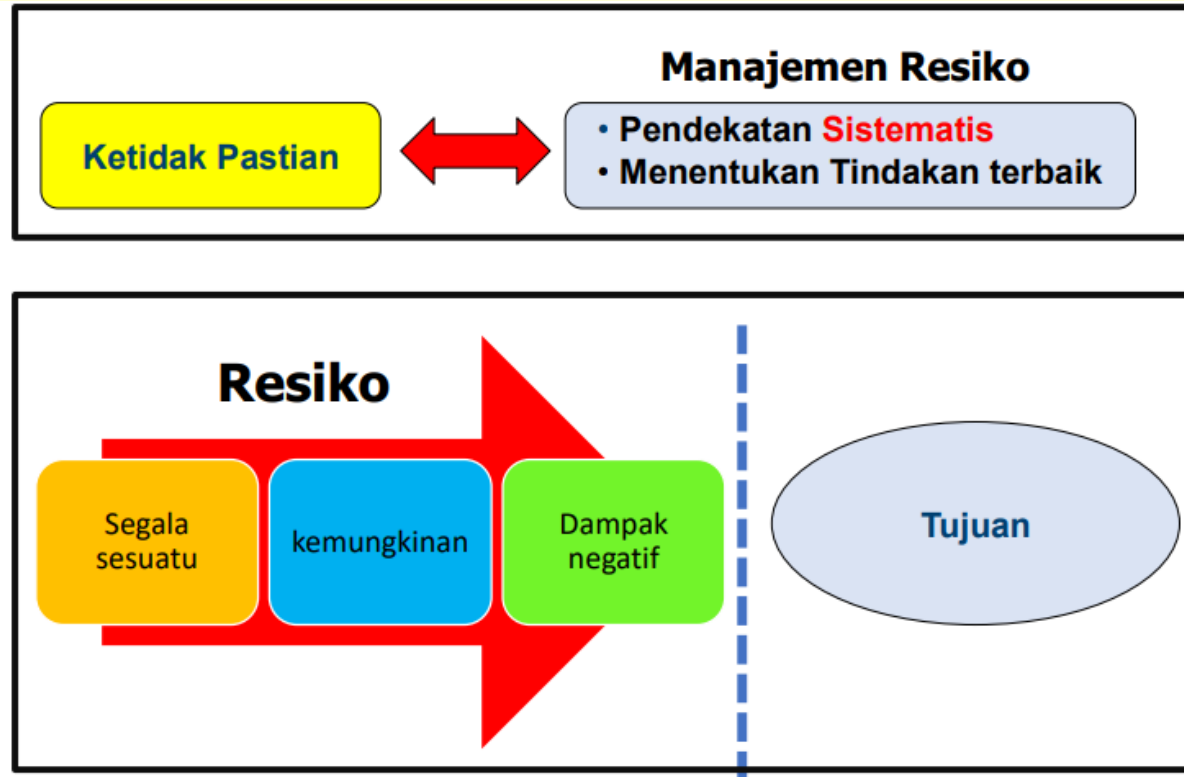 Manajemen Resiko
Ketidak Pastian
• Pendekatan Sistematis
• Menentukan Tindakan terbaik
Resiko
Segala
sesuatu
kemungkinan
Dampak
negatif
Tujuan